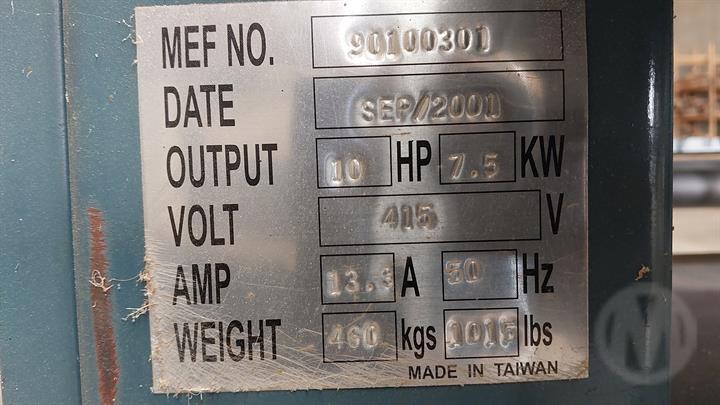 MEF NO. 90100301
DATE SEP/2001
OUTPUT 10 HP 7.5 KW
VOLT 415 V
AMP 13.3 A 50 Hz
WEIGHT 460 kgs 1015 lbs
MADE IN TAIWAN
M